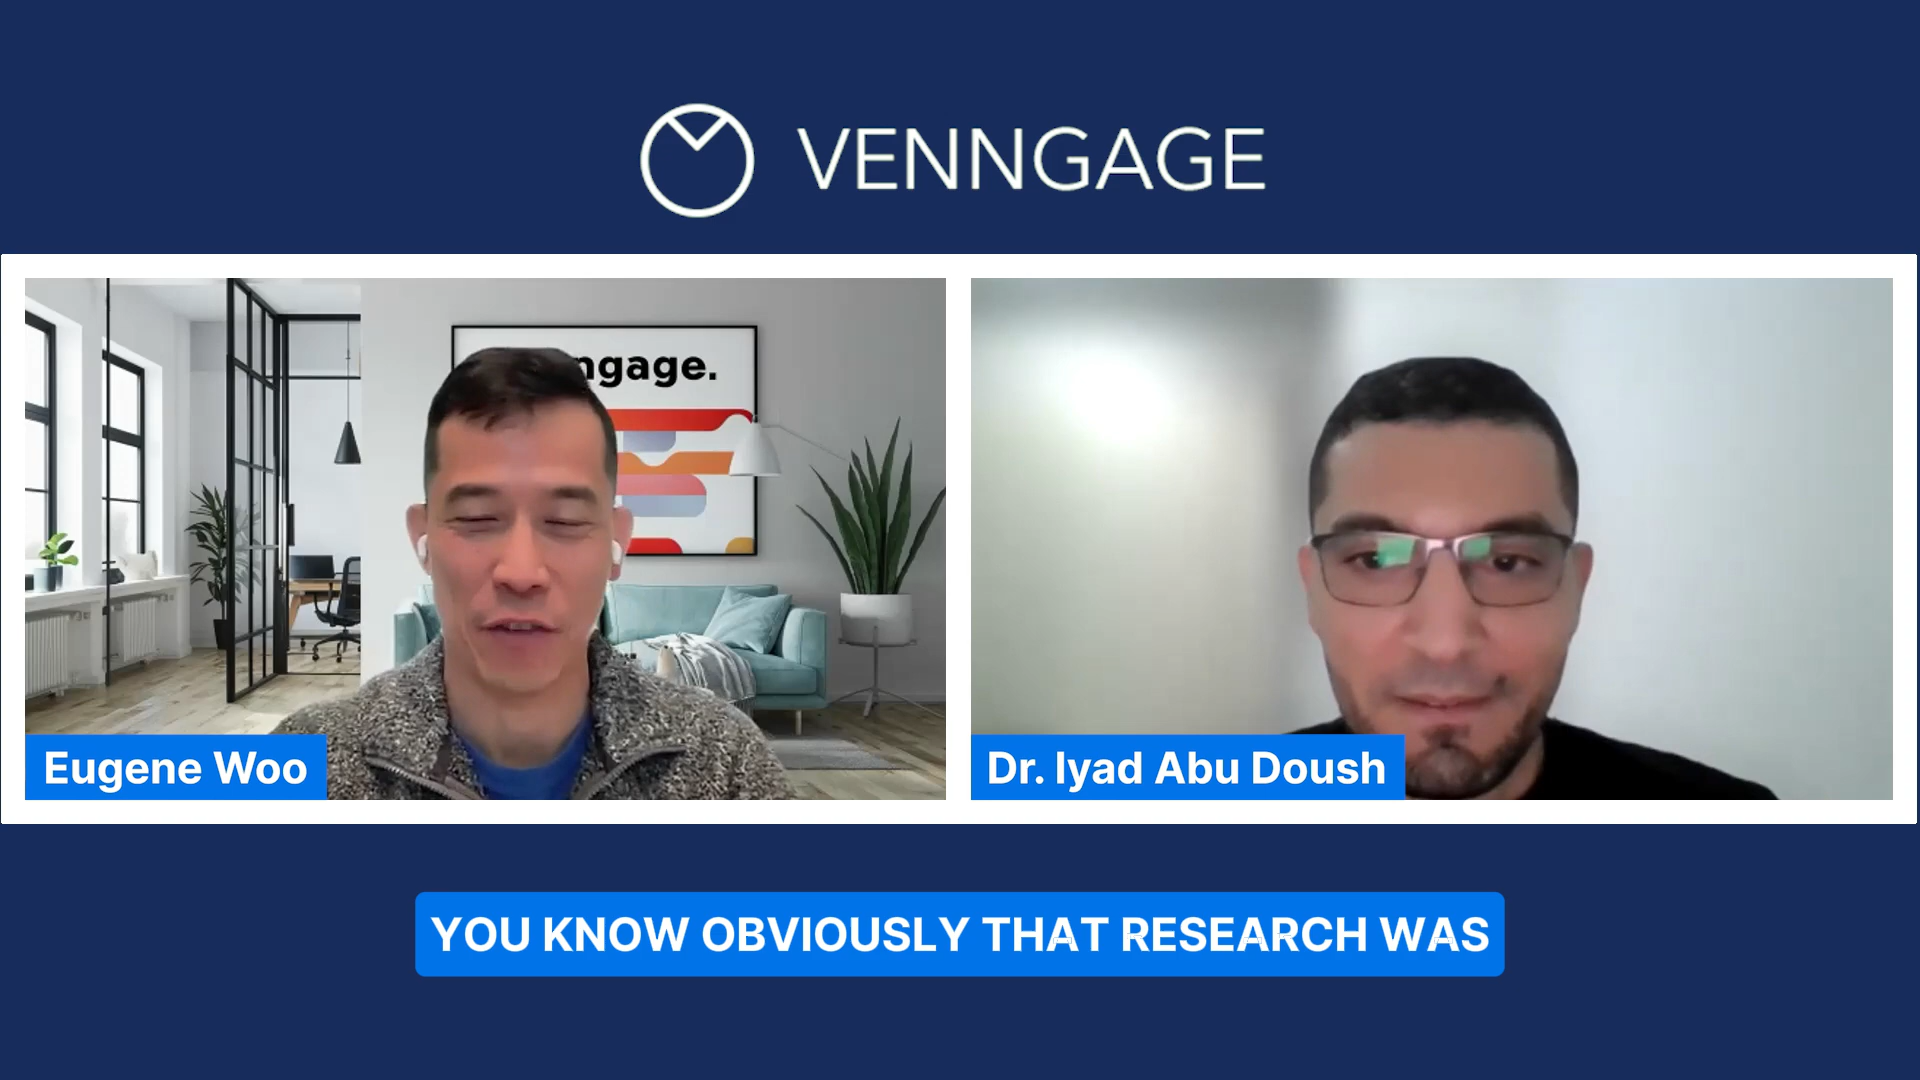 VENNGAGE
ngage.
Eugene Woo
Dr. Iyad Abu Doush
YOU KNOW OBVIOUSLY THAT RESEARCH WAS